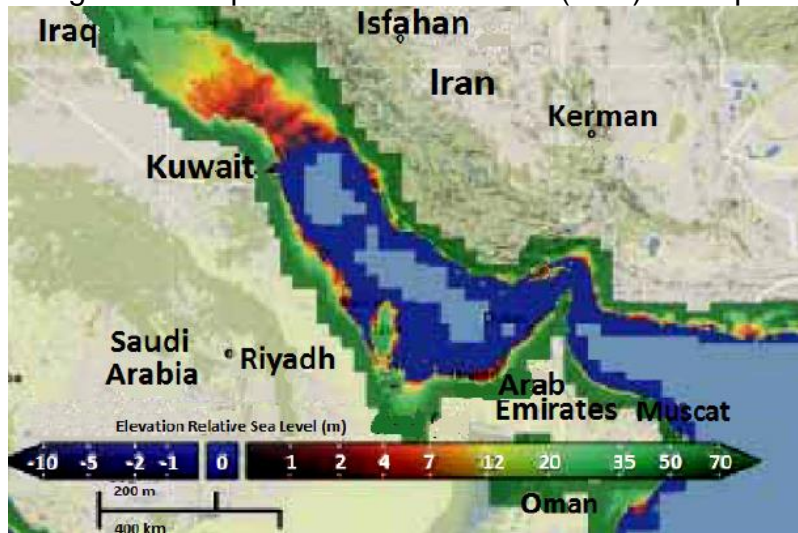 Isfahan
Iraq
Iran
Kerman
Kuwait
Saudi
Arabia
Riyadh
Arab
Emirates
Muscat
Elevation Relative Sea Level (m)
-10 -5 -2 -1 0 1 2 4 7 12 20 35 50 70
200 m
400 km
Oman